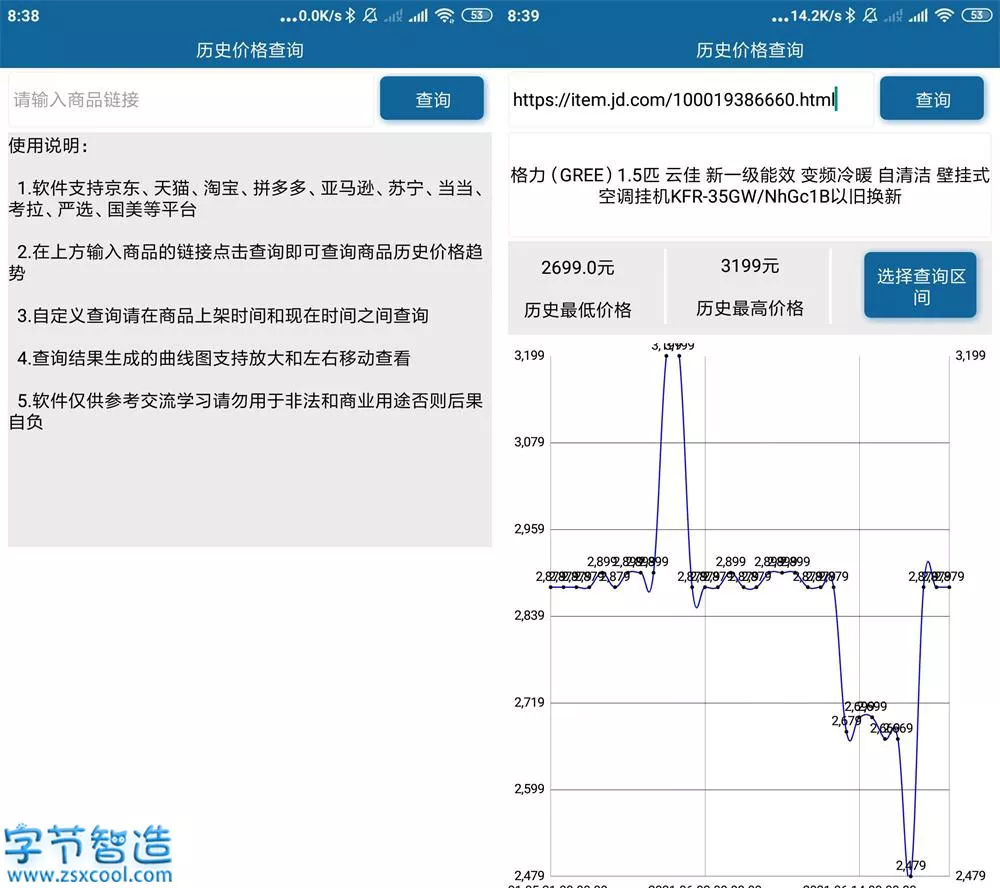 8:38
...0.0K/s
53
历史价格查询
请输入商品链接
查询
使用说明：
1.软件支持京东、天猫、淘宝、拼多多、亚马逊、苏宁、当当、
考拉、严选、国美等平台
2.在上方输入商品的链接点击查询即可查询商品历史价格趋
势
3.自定义查询请在商品上架时间和现在时间之间查询
4.查询结果生成的曲线图支持放大和左右移动查看
5.软件仅供参考交流学习请勿用于非法和商业用途否则后果
自负
字节智造
www.zsxcool.com
8:39
...14.2K/s
53
历史价格查询
https://item.jd.com/100019386660.html
查询
格力（GREE）1.5匹 云佳 新一级能效 变频冷暖 自清洁 壁挂式
空调挂机KFR-35GW/NhGc1B以旧换新
2699.0元
历史最低价格
3199元
历史最高价格
选择查询区
间
3,199
3,199
3,079
2,959
2,899
2,899
2,879
2,839
2,719
2,679
2,599
2,479
2,479
2,479